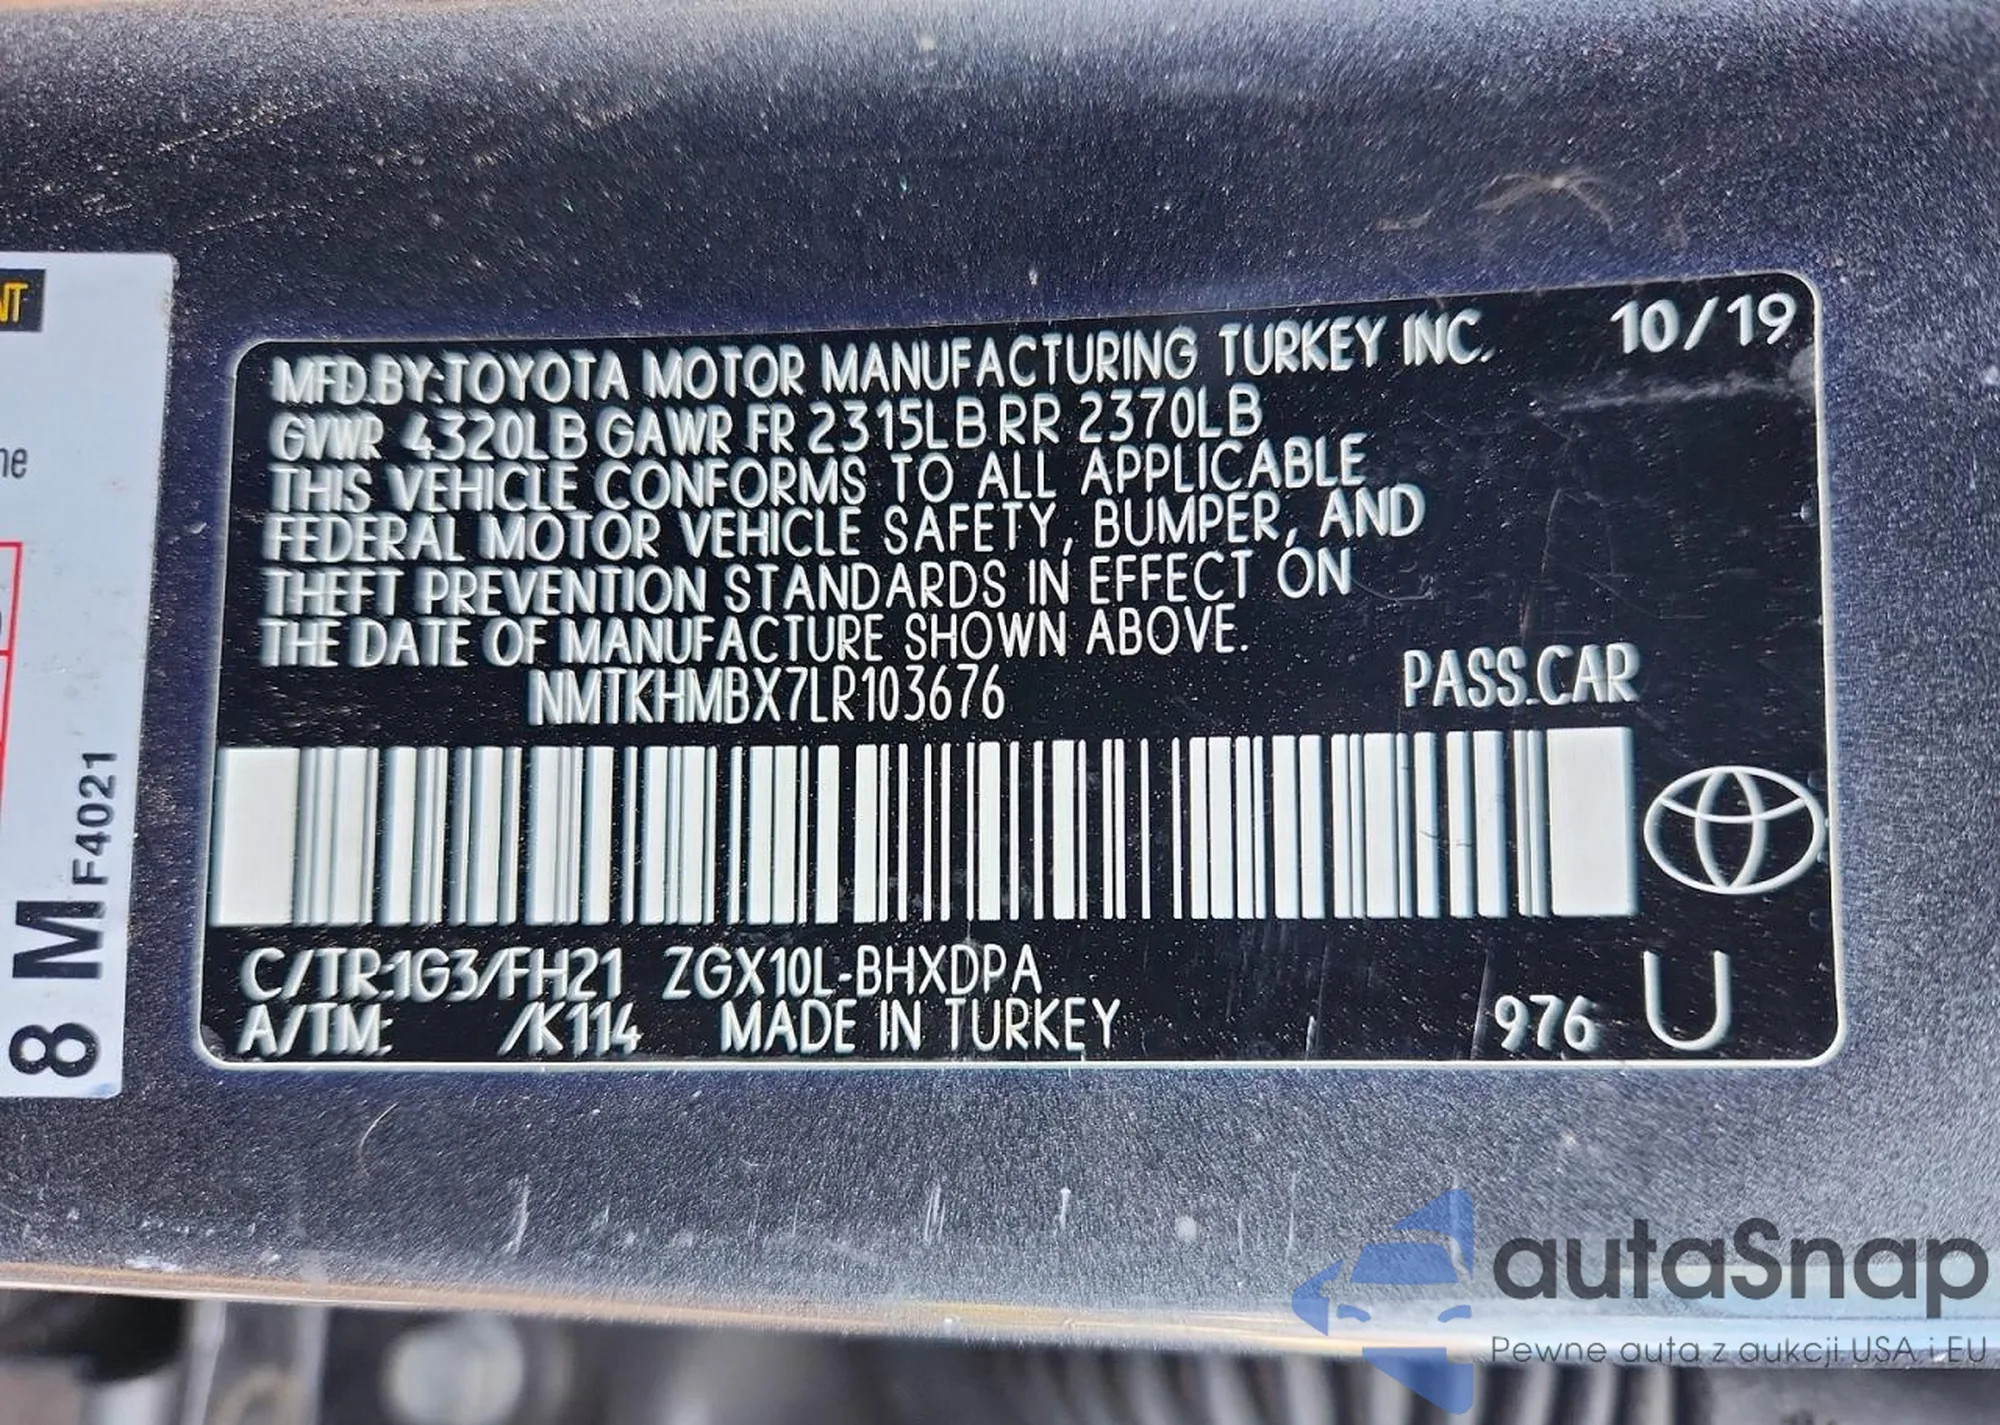 NT
ne
8 M F4021
MFD.BY:TOYOTA MOTOR MANUFACTURING TURKEY INC. 10/19
GVWR 4320LB GAWR FR 2315LB RR 2370LB
THIS VEHICLE CONFORMS TO ALL APPLICABLE
FEDERAL MOTOR VEHICLE SAFETY, BUMPER, AND
THEFT PREVENTION STANDARDS IN EFFECT ON
THE DATE OF MANUFACTURE SHOWN ABOVE.
NMTKHMBX7LR103676 PASS.CAR
C/TR:1G3/FH21 ZGX10L-BHXDPA
A/TM: /K114 MADE IN TURKEY 976 U
autaSnap
Pewne auta z aukcji USA i EU